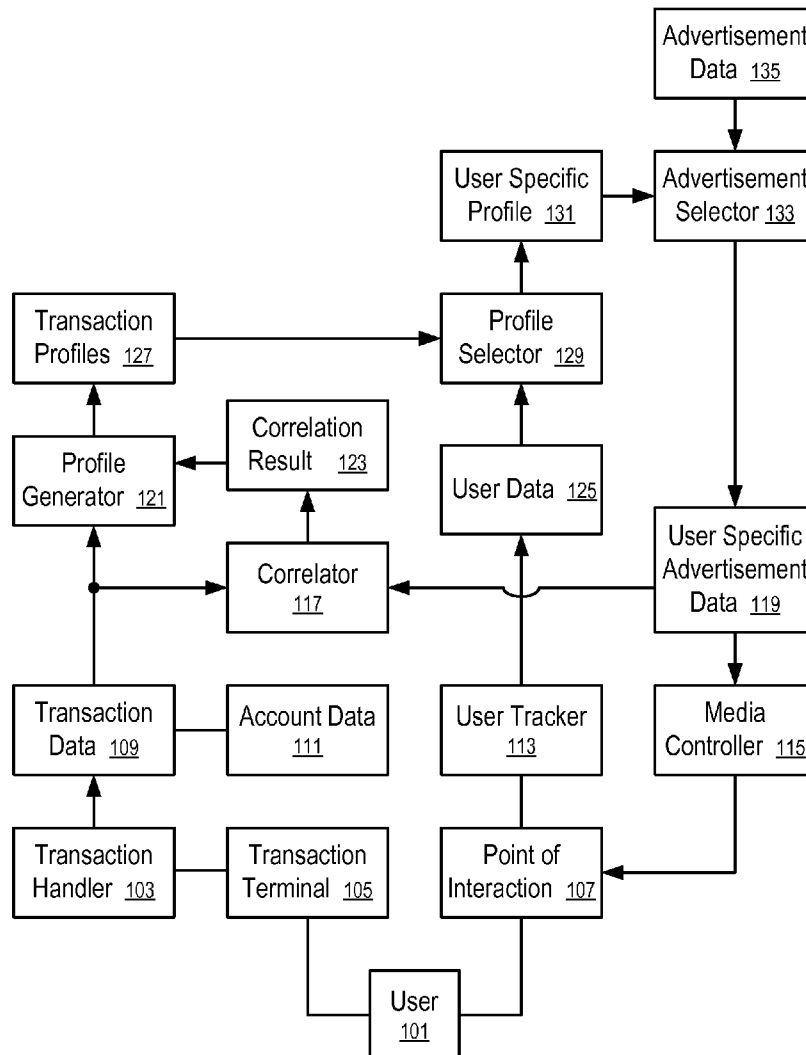 Advertisement
Data 135
User Specific
Profile 131
Advertisement
Selector 133
Transaction
Profiles 127
Profile
Selector 129
Correlation
Result 123
Profile
Generator 121
User Data 125
Correlator
117
User Specific
Advertisement
Data 119
Transaction
Data 109
Account Data
111
User Tracker
113
Media
Controller 115
Transaction
Handler 103
Transaction
Terminal 105
Point of
Interaction 107
User
101